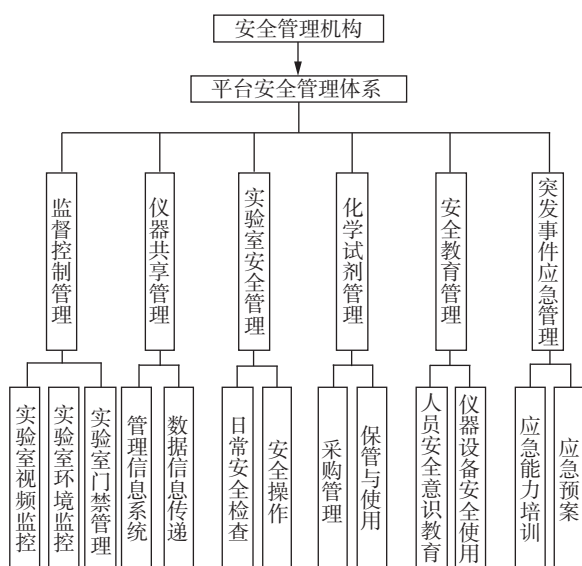 安全管理机构
平台安全管理体系
监督控制管理
仪器共享管理
实验室安全管理
化学试剂管理
安全教育管理
突发事件应急管理
实验室视频监控
实验室环境监控
实验室门禁管理
管理信息系统
数据信息传递
日常安全检查
安全操作
采购管理
保管与使用
人员安全意识教育
仪器设备安全使用
应急能力培训
应急预案